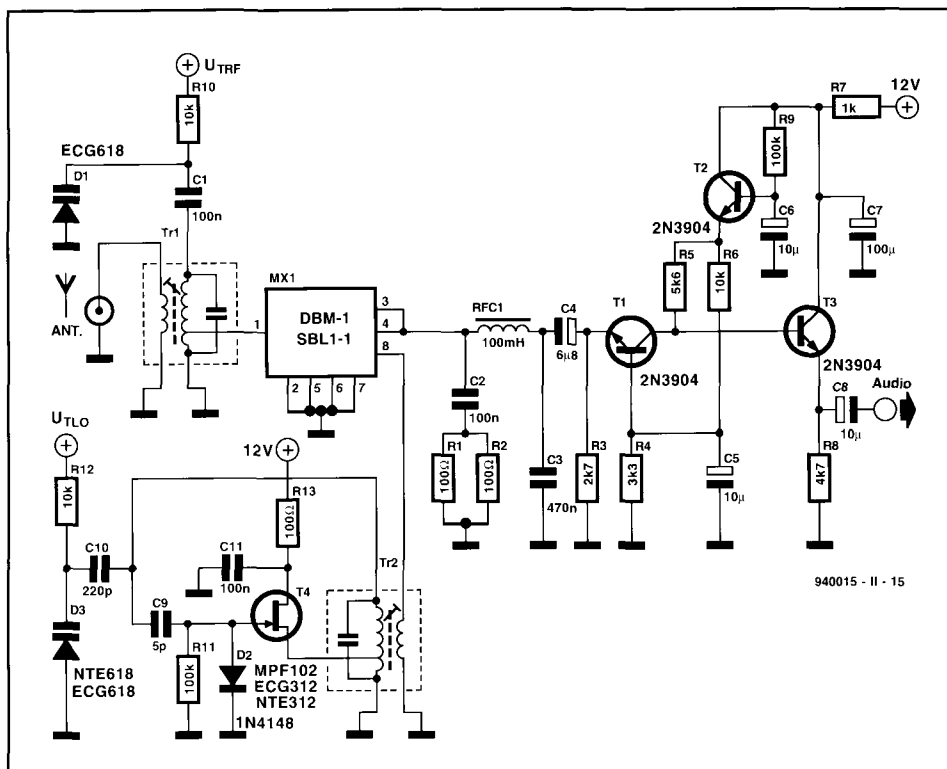 U TRF
R10
10k
ECG618
D1
C1
100n
Tr1
ANT.
MX1
DBM-1
SBL1-1
1
3
4
8
2 5 6 7
RFC1
100mH
C2
100n
R1
100Ω
R2
100Ω
C3
470n
C4
6µ8
R3
2k7
T1
2N3904
R4
3k3
R5
5k6
R6
10k
C5
10µ
T2
2N3904
R9
100k
C6
10µ
R7
1k
12V
C7
100µ
T3
2N3904
C8
10µ
Audio
R8
4k7
U TLO
R12
10k
C10
220p
D3
NTE618
ECG618
C9
5p
R11
100k
D2
1N4148
12V
R13
100Ω
C11
100n
T4
MPF102
ECG312
NTE312
Tr2
940015 - II - 15